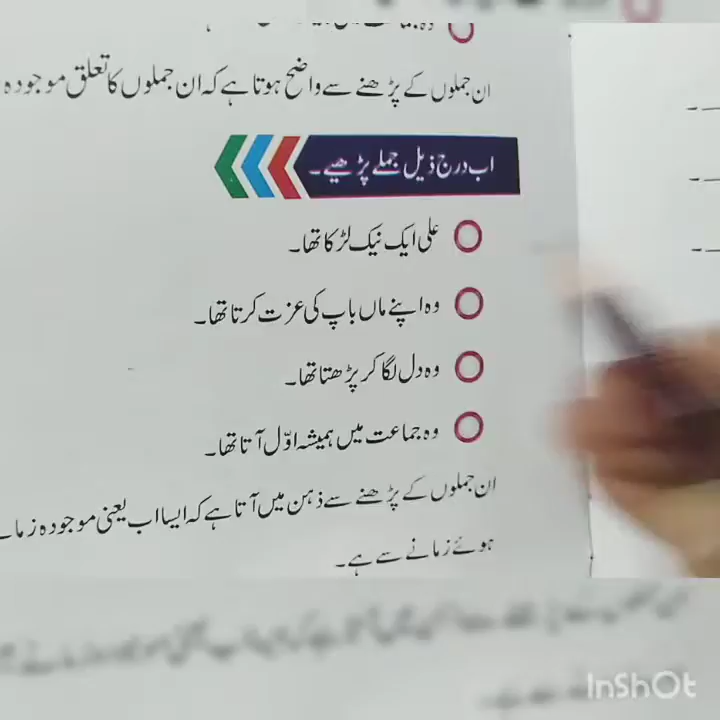 ان جملوں کے پڑھنے سے واضح ہوتا ہے کہ ان جملوں کا تعلق موجودہ
اب درج ذیل جملے پڑھیے۔
علی ایک نیک لڑکا تھا۔
وہ اپنے ماں باپ کی عزت کرتا تھا۔
وہ دل لگا کر پڑھتا تھا۔
وہ جماعت میں ہمیشہ اوّل آتا تھا۔
ان جملوں کے پڑھنے سے ذہن میں آتا ہے کہ ایسا اب یعنی موجودہ
ہوئے زمانے سے ہے۔
InShOt